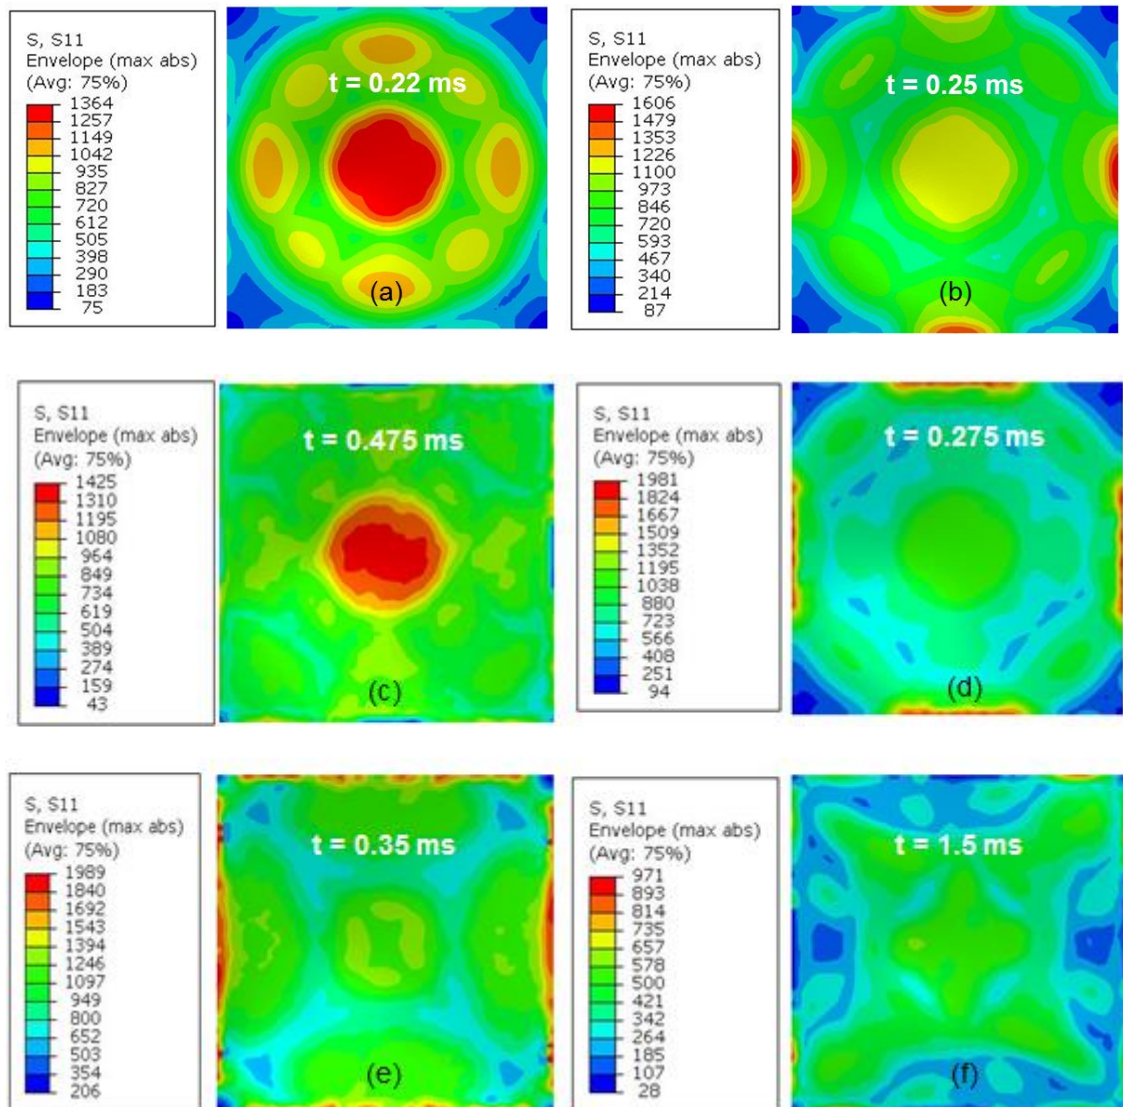 S, S11
Envelope (max abs)
(Avg: 75%)
1364
1257
1149
1042
935
827
720
612
505
398
290
183
75
t = 0.22 ms
(a)
S, S11
Envelope (max abs)
(Avg: 75%)
1606
1479
1353
1226
1100
973
846
720
593
467
340
214
87
t = 0.25 ms
(b)
S, S11
Envelope (max abs)
(Avg: 75%)
1425
1310
1195
1080
964
849
734
619
504
389
274
159
43
t = 0.475 ms
(c)
S, S11
Envelope (max abs)
(Avg: 75%)
1981
1824
1667
1509
1352
1195
1038
880
723
566
408
251
94
t = 0.275 ms
(d)
S, S11
Envelope (max abs)
(Avg: 75%)
1989
1840
1692
1543
1394
1246
1097
949
800
652
503
354
206
t = 0.35 ms
(e)
S, S11
Envelope (max abs)
(Avg: 75%)
971
893
814
735
657
578
500
421
342
264
185
107
28
t = 1.5 ms
(f)